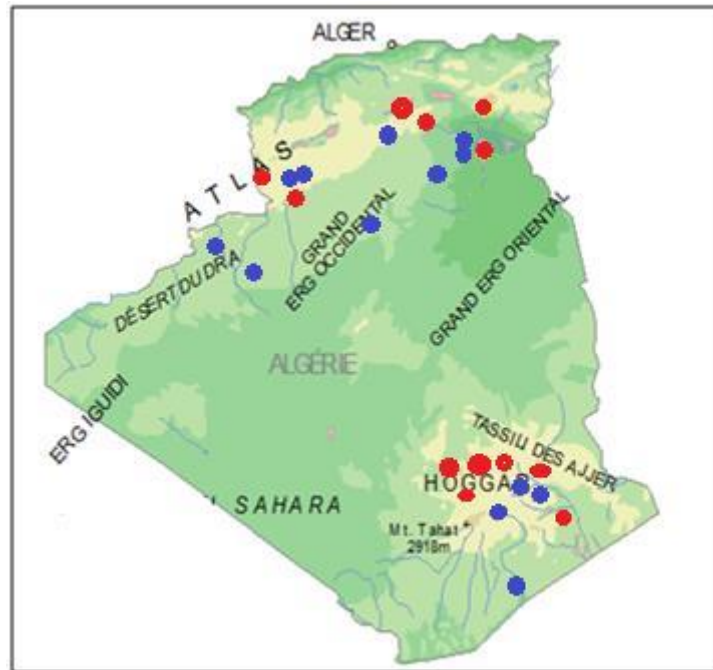 ALGER
ATLAS
GRAND
ERG OCCIDENTAL
DÉSERT DU DRA
GRAND ERG ORIENTAL
ALGÉRIE
ERG IGUIDI
TASSILI DES AJJER
HOGGAR
SAHARA
Mt. Tahat
2918m